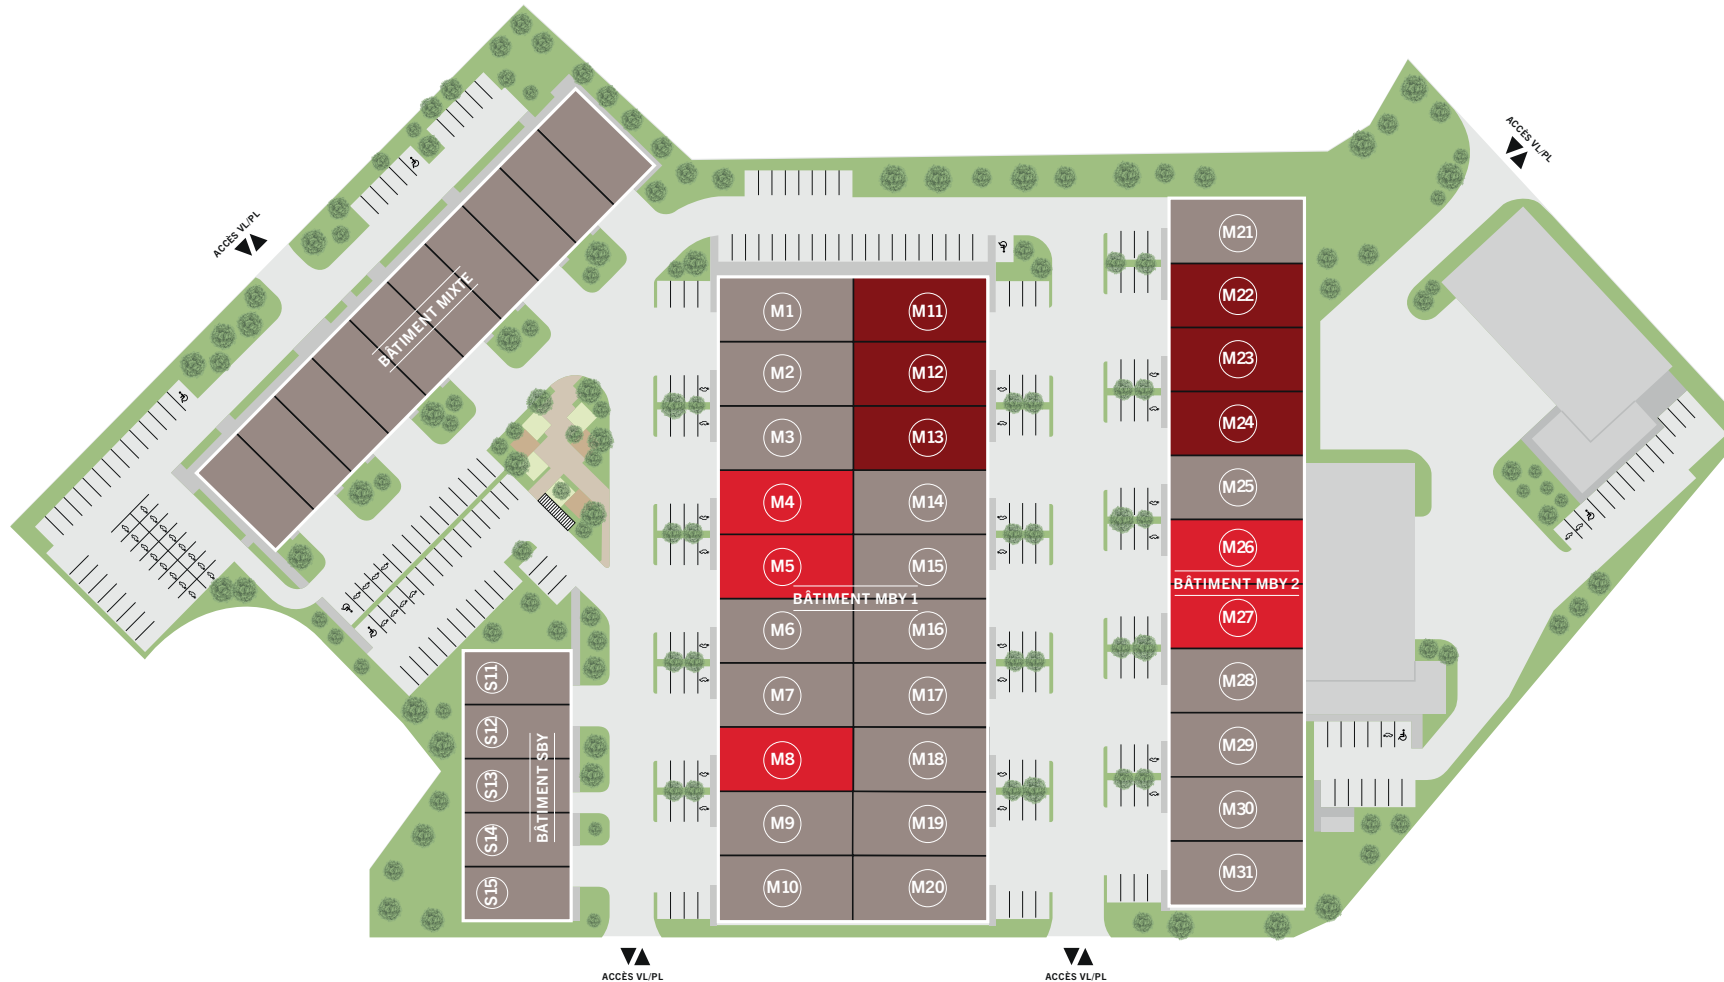 ACCÈS VL/PL
ACCÈS VL/PL
BÂTIMENT MIXTE
M1
M11
M2
M12
M3
M13
M4
M14
M5
M15
BÂTIMENT MBY 1
M6
M16
M7
M17
M8
M18
M9
M19
M10
M20
M21
M22
M23
M24
M25
M26
BÂTIMENT MBY 2
M27
M28
M29
M30
M31
S11
S12
S13
S14
S15
BÂTIMENT SBY
ACCÈS VL/PL
ACCÈS VL/PL